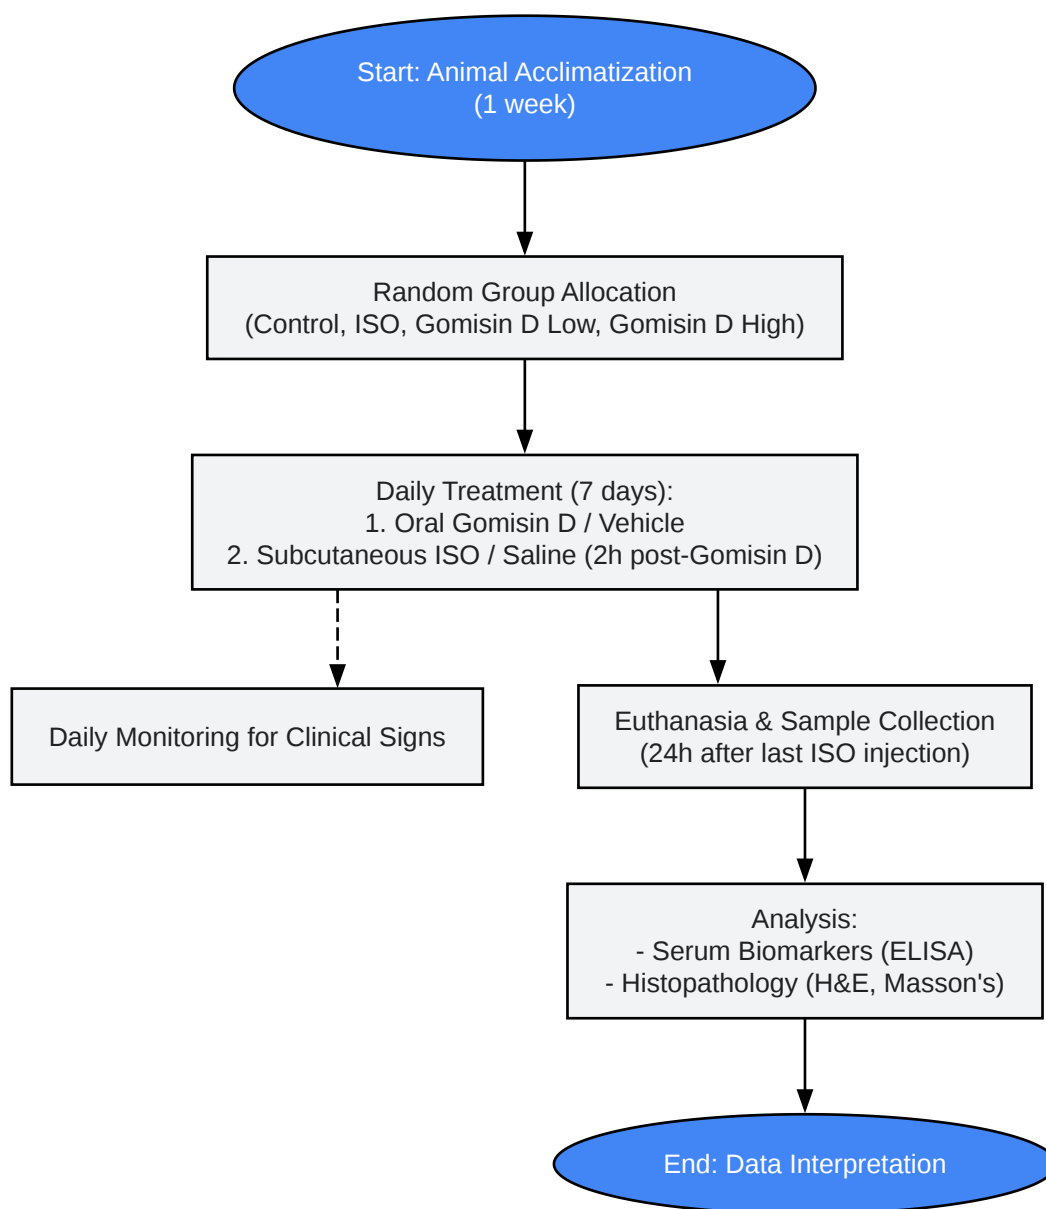 Start: Animal Acclimatization
(1 week)
Random Group Allocation
(Control, ISO, Gomisin D Low, Gomisin D High)
Daily Treatment (7 days):
1. Oral Gomisin D / Vehicle
2. Subcutaneous ISO / Saline (2h post-Gomisin D)
Daily Monitoring for Clinical Signs
Euthanasia & Sample Collection
(24h after last ISO injection)
Analysis:
- Serum Biomarkers (ELISA)
- Histopathology (H&E, Masson's)
End: Data Interpretation